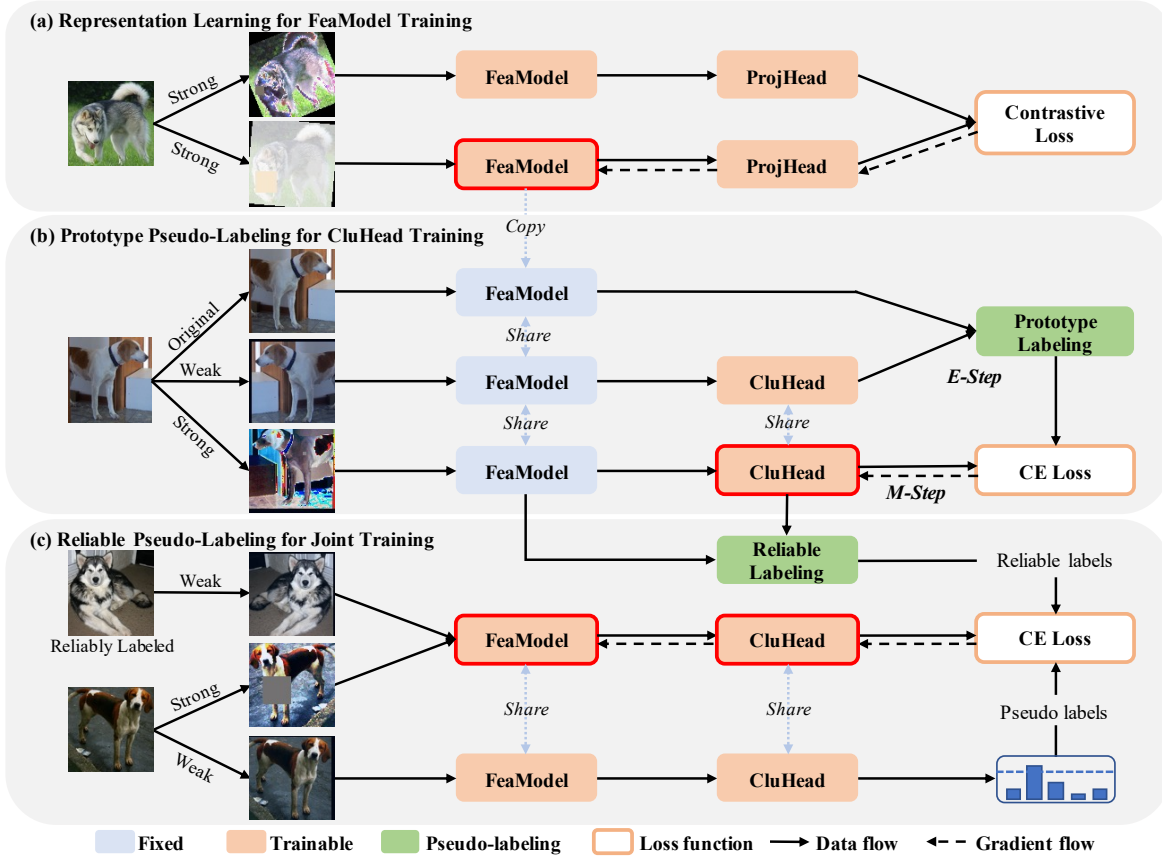 (a) Representation Learning for FeaModel Training
Strong
Strong
FeaModel
ProjHead
FeaModel
ProjHead
Contrastive
Loss
Copy
(b) Prototype Pseudo-Labeling for CluHead Training
Original
Weak
Strong
FeaModel
Share
FeaModel
CluHead
Share
Share
FeaModel
CluHead
Prototype
Labeling
E-Step
M-Step
CE Loss
(c) Reliable Pseudo-Labeling for Joint Training
Weak
Reliably Labeled
Strong
Weak
Reliable
Labeling
Reliable labels
FeaModel
CluHead
CE Loss
Share
Share
Pseudo labels
FeaModel
CluHead
Fixed
Trainable
Pseudo-labeling
Loss function
Data flow
Gradient flow